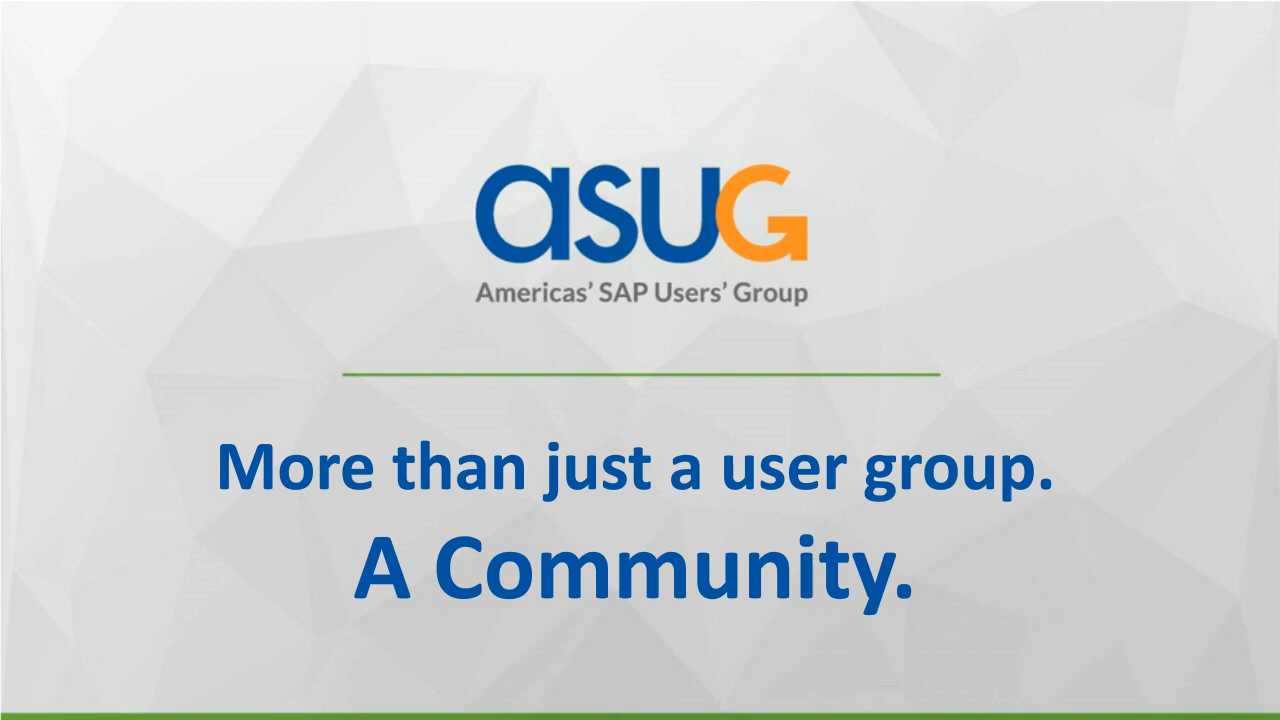 asuG
Americas’ SAP Users’ Group
More than just a user group.
A Community.